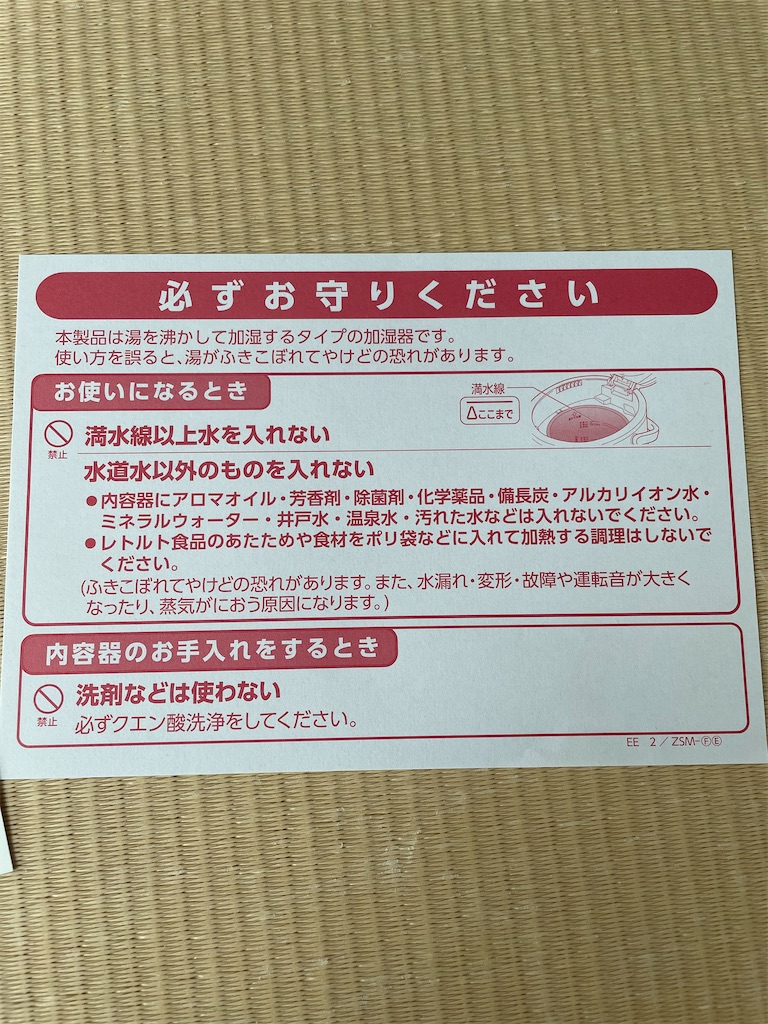 必ずお守りください
本製品は湯を沸かして加湿するタイプの加湿器です。
使い方を誤ると、湯がふきこぼれてやけどの恐れがあります。
お使いになるとき
満水線
△ここまで
禁止
満水線以上水を入れない
水道水以外のものを入れない
●内容器にアロマオイル・芳香剤・除菌剤・化学薬品・備長炭・アルカリイオン水・
ミネラルウォーター・井戸水・温泉水・汚れた水などは入れないでください。
●レトルト食品のあたためや食材をポリ袋などに入れて加熱する調理はしないで
ください。
(ふきこぼれてやけどの恐れがあります。また、水漏れ・変形・故障や運転音が大きく
なったり、蒸気がにおう原因になります。)
内容器のお手入れをするとき
禁止
洗剤などは使わない
必ずクエン酸洗浄をしてください。
EE 2/ZSM-ⒻⒺ